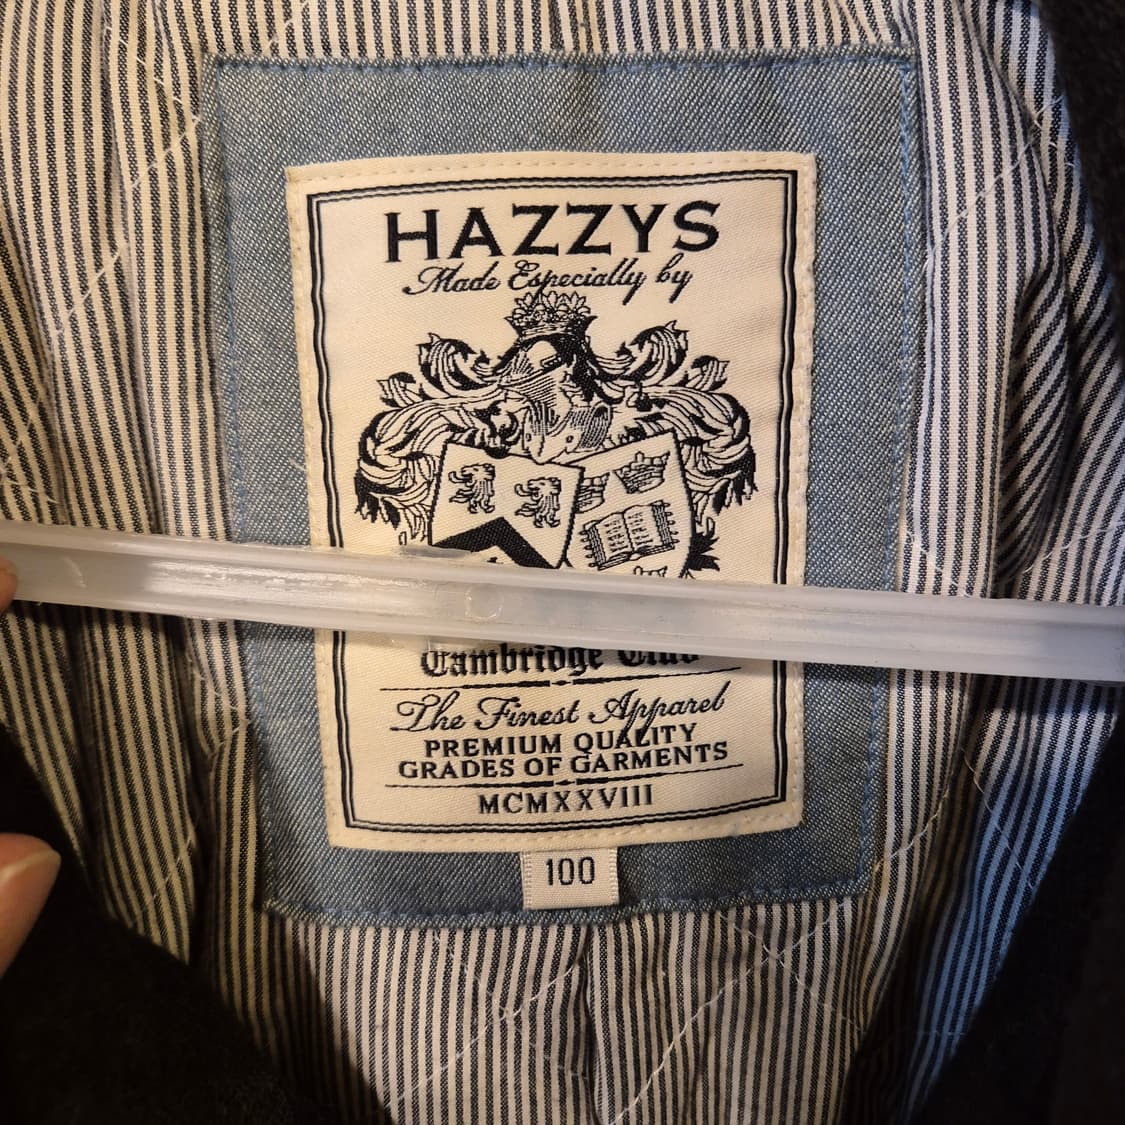 HAZZYS
Made Especially by
Cambridge Club
The Finest Apparel
PREMIUM QUALITY
GRADES OF GARMENTS
MCMXXVIII
100